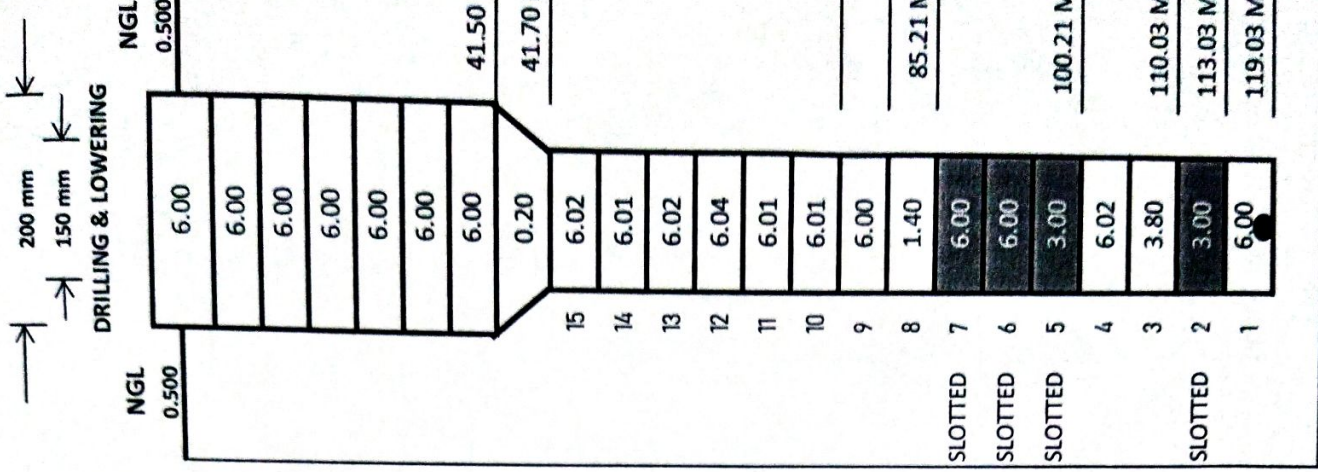 200 mm
150 mm
DRILLING & LOWERING
NGL
0.500
NGL
0.500
6.00
6.00
6.00
6.00
6.00
6.00
6.00
41.50
0.20
41.70
15 6.02
14 6.01
13 6.02
12 6.04
11 6.01
10 6.01
9 6.00
8 1.40 85.21 M
SLOTTED 7 6.00
SLOTTED 6 6.00
SLOTTED 5 3.00 100.21 M
4 6.02
3 3.80 110.03 M
SLOTTED 2 3.00 113.03 M
1 6.00 119.03 M